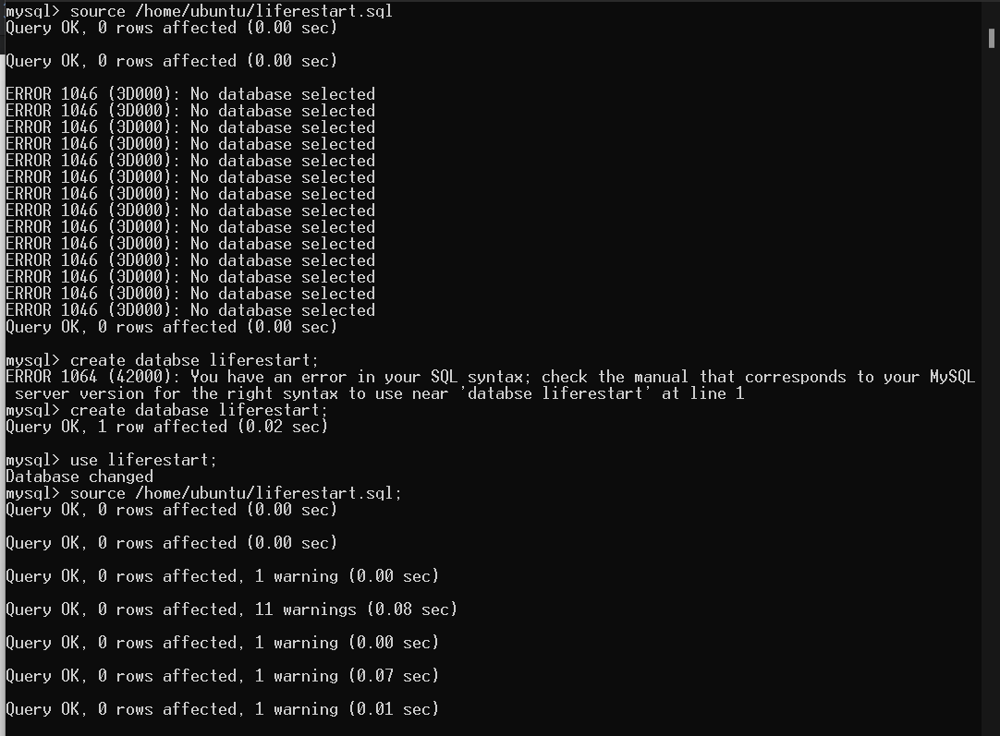 mysql> source /home/ubuntu/liferestart.sql
Query OK, 0 rows affected (0.00 sec)
Query OK, 0 rows affected (0.00 sec)
ERROR 1046 (3D000): No database selected
ERROR 1046 (3D000): No database selected
ERROR 1046 (3D000): No database selected
ERROR 1046 (3D000): No database selected
ERROR 1046 (3D000): No database selected
ERROR 1046 (3D000): No database selected
ERROR 1046 (3D000): No database selected
ERROR 1046 (3D000): No database selected
ERROR 1046 (3D000): No database selected
ERROR 1046 (3D000): No database selected
ERROR 1046 (3D000): No database selected
ERROR 1046 (3D000): No database selected
ERROR 1046 (3D000): No database selected
ERROR 1046 (3D000): No database selected
Query OK, 0 rows affected (0.00 sec)
mysql> create databse liferestart;
ERROR 1064 (42000): You have an error in your SQL syntax; check the manual that corresponds to your MySQL
server version for the right syntax to use near 'databse liferestart' at line 1
mysql> create database liferestart;
Query OK, 1 row affected (0.02 sec)
mysql> use liferestart;
Database changed
mysql> source /home/ubuntu/liferestart.sql;
Query OK, 0 rows affected (0.00 sec)
Query OK, 0 rows affected (0.00 sec)
Query OK, 0 rows affected, 1 warning (0.00 sec)
Query OK, 0 rows affected, 11 warnings (0.08 sec)
Query OK, 0 rows affected, 1 warning (0.00 sec)
Query OK, 0 rows affected, 1 warning (0.07 sec)
Query OK, 0 rows affected, 1 warning (0.01 sec)